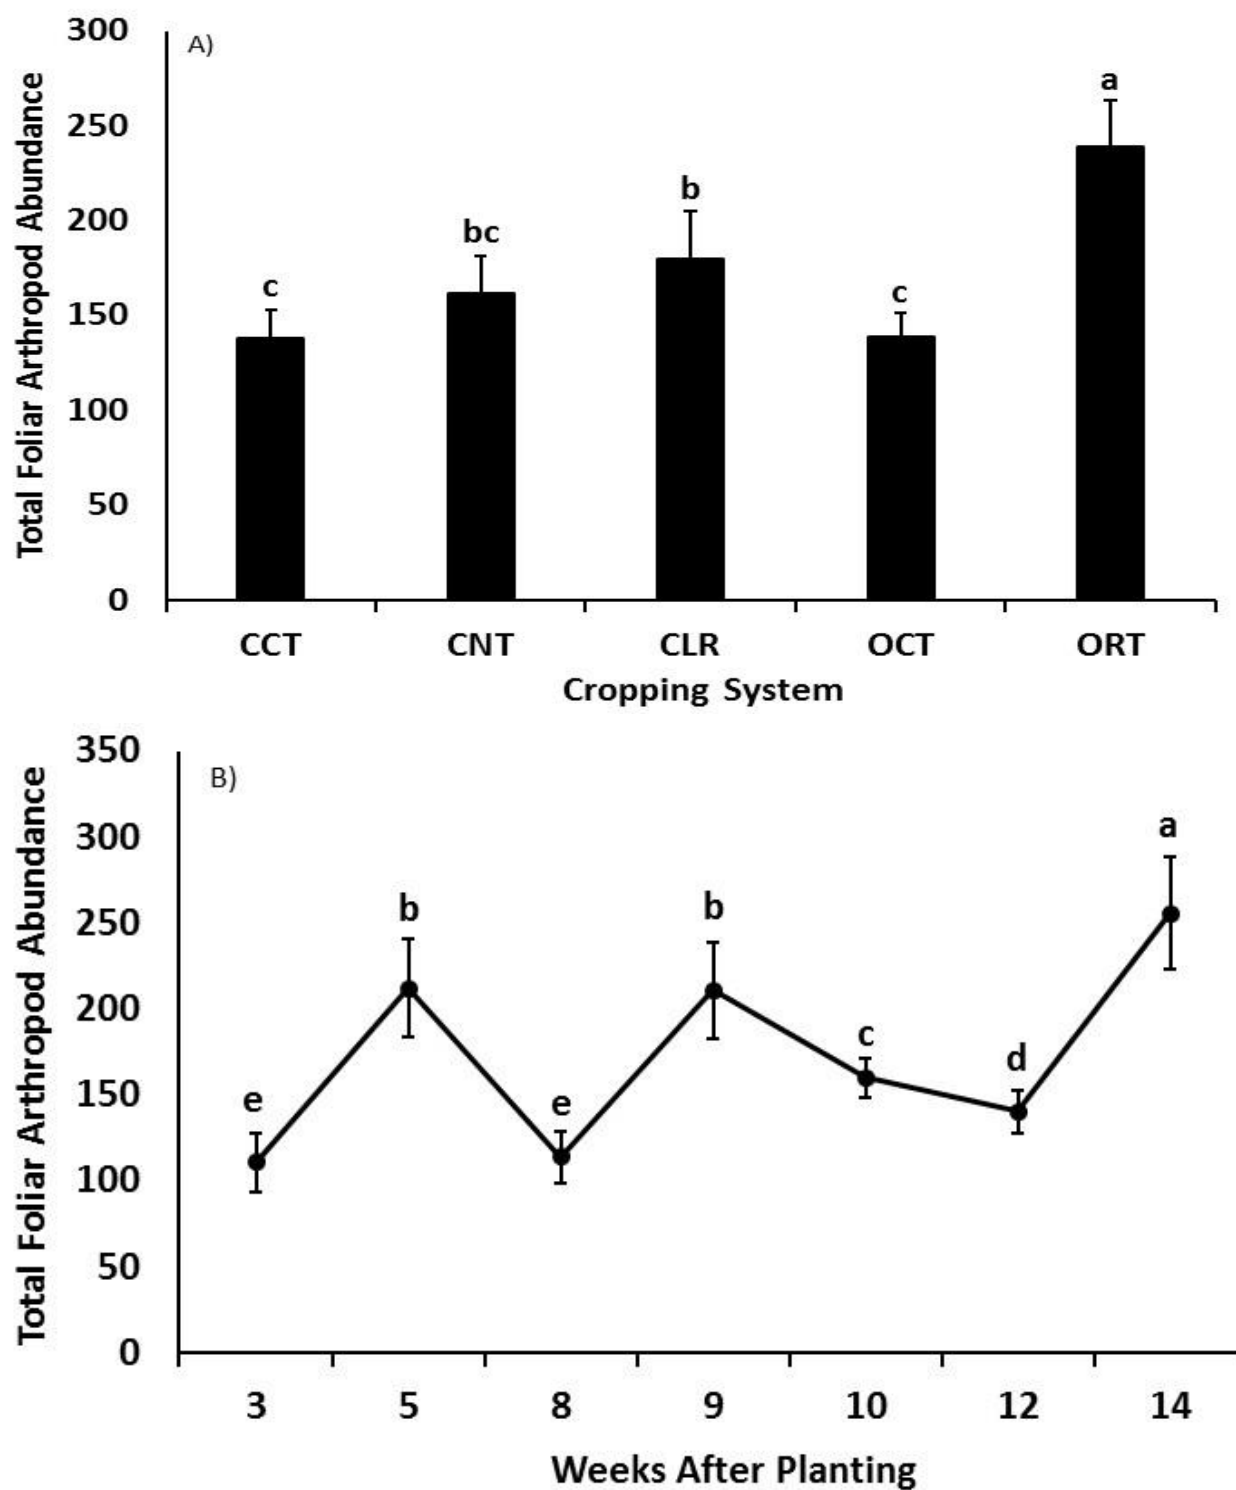 A)
Total Foliar Arthropod Abundance
300
250
200
150
100
50
0
c
bc
b
c
a
CCT CNT CLR OCT ORT
Cropping System
B)
Total Foliar Arthropod Abundance
350
300
250
200
150
100
50
0
e
b
e
b
c
d
a
3 5 8 9 10 12 14
Weeks After Planting